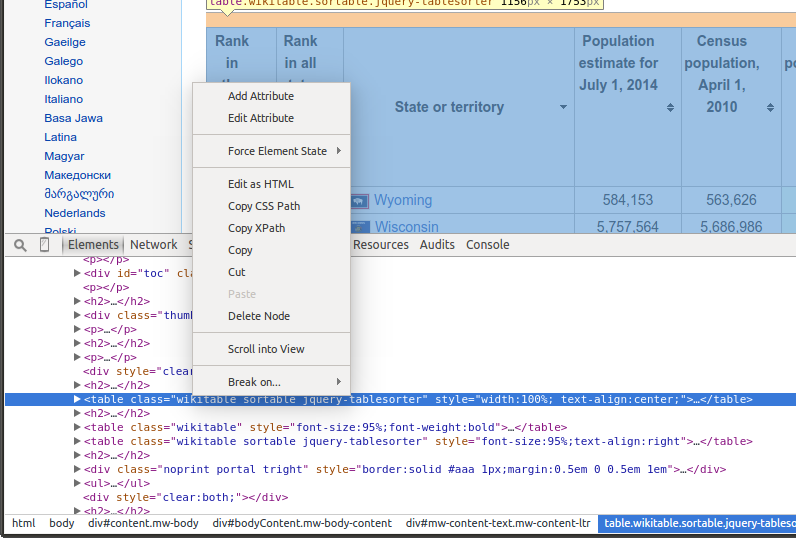 table.wikitable.sortable.jquery-tablesorter 1156px × 1753px
Español
Français
Gaeilge
Galego
Ilokano
Italiano
Basa Jawa
Latina
Magyar
Македонски
მარგალური
Nederlands
Polski
Rank
in
Rank
in all
State or territory
Population
estimate for
July 1, 2014
Census
population,
April 1,
2010
Wyoming 584,153 563,626
Wisconsin 5,757,564 5,686,986
Add Attribute
Edit Attribute
Force Element State
Edit as HTML
Copy CSS Path
Copy XPath
Copy
Cut
Paste
Delete Node
Scroll into View
Break on...
Elements Network S Resources Audits Console
<p></p>
<div id="toc" cla
<p></p>
<h2>…</h2>
<div class="thumb
<p>…</p>
<h2>…</h2>
<p>…</p>
<div style="clear
<h2>…</h2>
<table class="wikitable sortable jquery-tablesorter" style="width:100%; text-align:center;">…</table>
<h2>…</h2>
<table class="wikitable" style="font-size:95%;font-weight:bold">…</table>
<table class="wikitable sortable jquery-tablesorter" style="font-size:95%;text-align:right">…</table>
<h2>…</h2>
<div class="noprint portal tright" style="border:solid #aaa 1px;margin:0.5em 0 0.5em 1em">…</div>
<ul>…</ul>
<div style="clear:both;"></div>
<h2>…</h2>
html body div#content.mw-body div#bodyContent.mw-body-content div#mw-content-text.mw-content-ltr table.wikitable.sortable.jquery-tableso